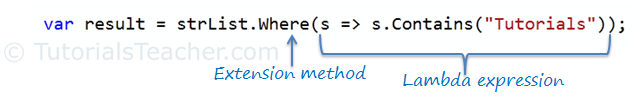 var result = strList.Where(s => s.Contains("Tutorials"));
© TutorialsTeacher.com
Extension method
Lambda expression